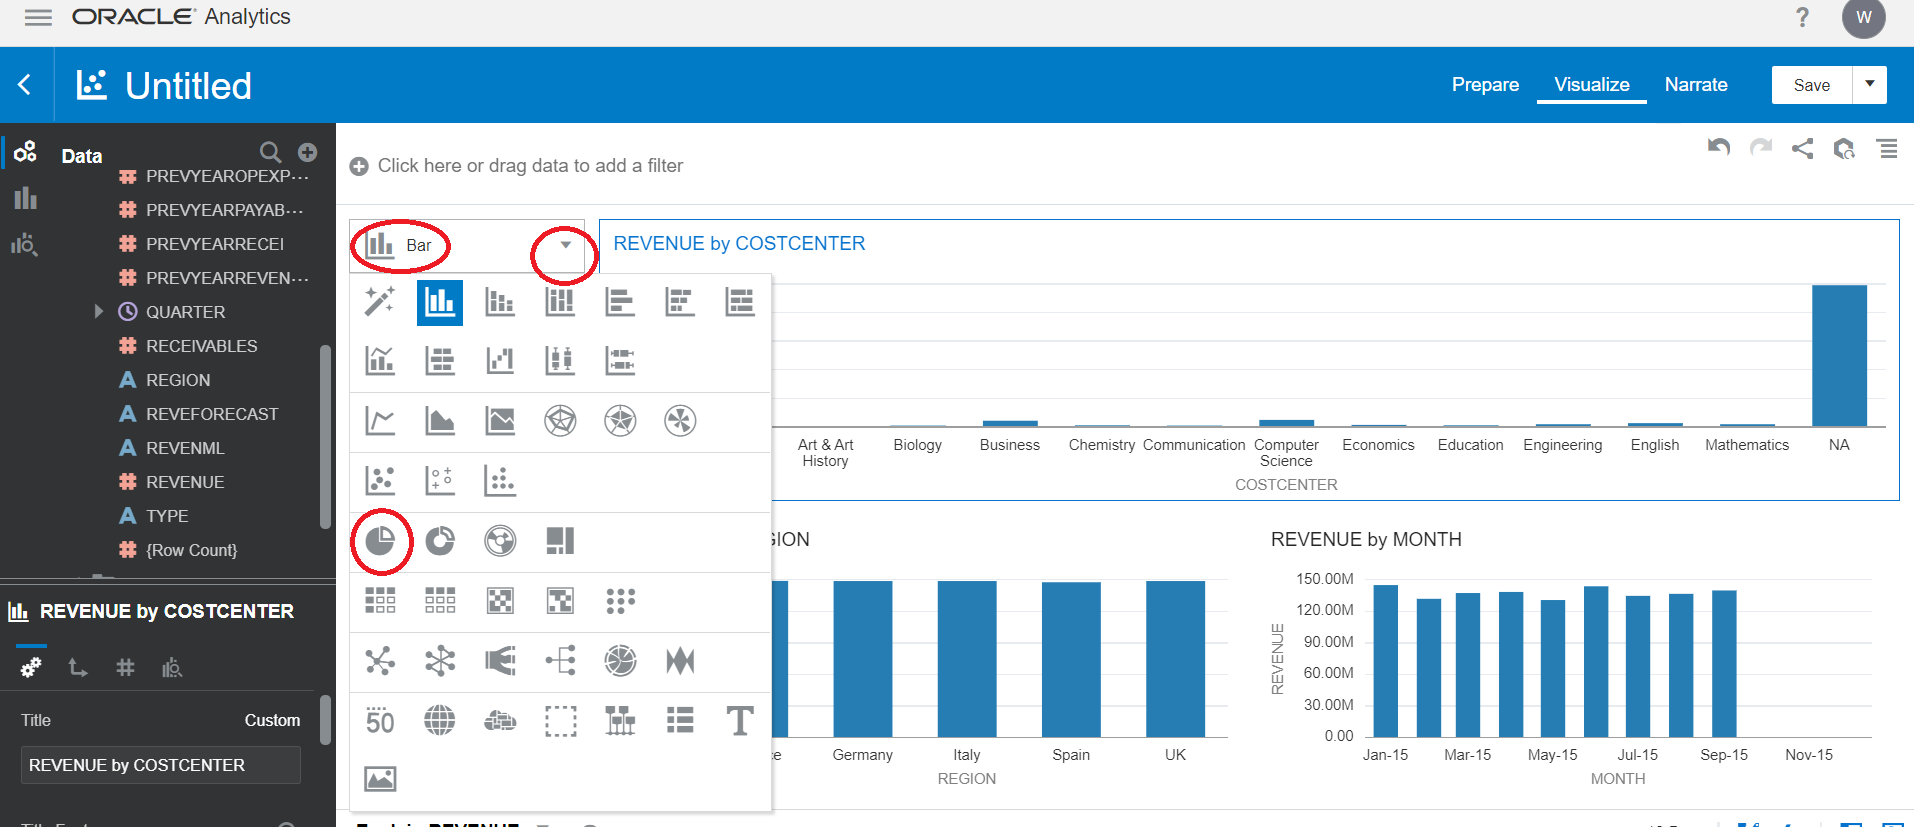 ORACLE Analytics
?
W
Untitled
Prepare
Visualize
Narrate
Save
Data
PREVYEAROPEXP...
PREVYEARPAYAB...
PREVYEARRECEI
PREVYEARREVEN...
QUARTER
RECEIVABLES
REGION
REVEFORECAST
REVENML
REVENUE
TYPE
{Row Count}
REVENUE by COSTCENTER
Title
Custom
REVENUE by COSTCENTER
Click here or drag data to add a filter
Bar
50
T
REVENUE by COSTCENTER
Art & Art History
Biology
Business
Chemistry
Communication
Computer Science
Economics
Education
Engineering
English
Mathematics
NA
COSTCENTER
GION
ce
Germany
Italy
Spain
UK
REGION
REVENUE by MONTH
REVENUE
150.00M
120.00M
90.00M
60.00M
30.00M
0.00
Jan-15
Mar-15
May-15
Jul-15
Sep-15
Nov-15
MONTH